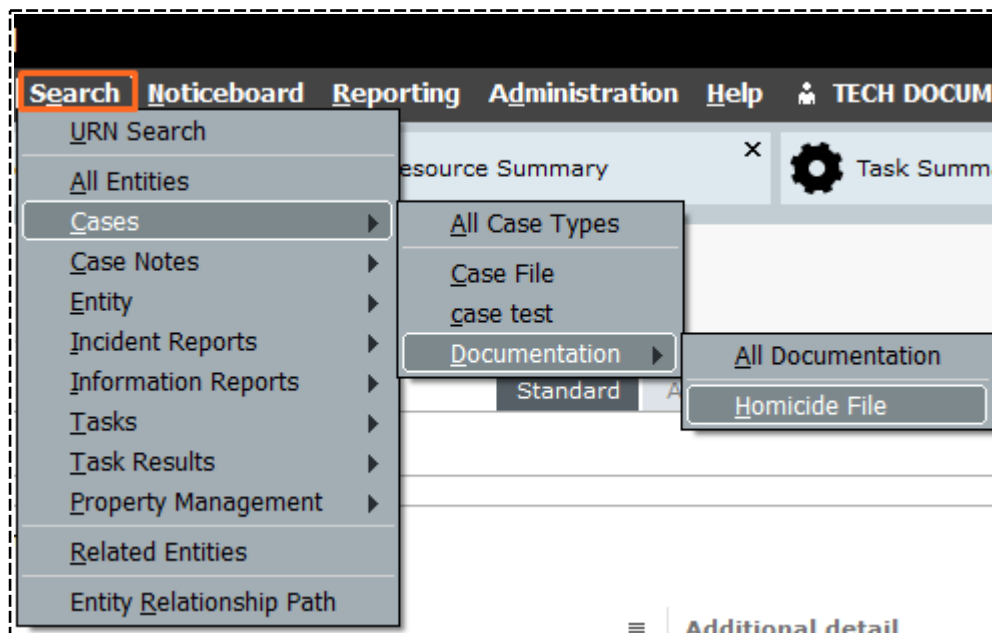 Search Noticeboard Reporting Administration Help TECH DOCUM
URN Search
esource Summary × Task Summ
All Entities
Cases
All Case Types
Case Notes
Case File
Entity
case test
Incident Reports
Documentation
All Documentation
Information Reports
Standard
Homicide File
Tasks
Task Results
Property Management
Related Entities
Entity Relationship Path
Additional detail